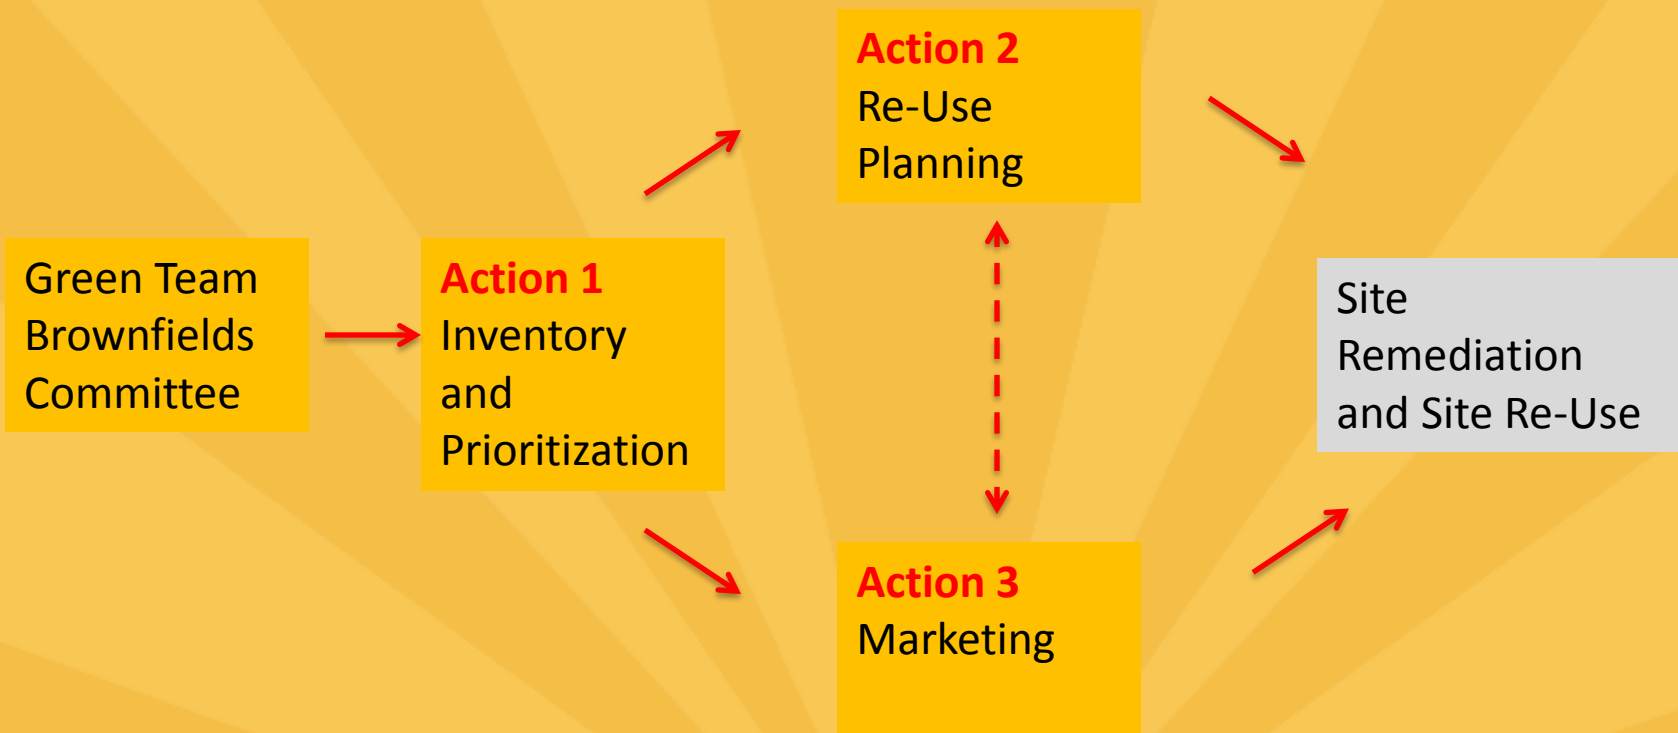 Green Team
Brownfields
Committee
Action 1
Inventory
and
Prioritization
Action 2
Re-Use
Planning
Action 3
Marketing
Site
Remediation
and Site Re-Use